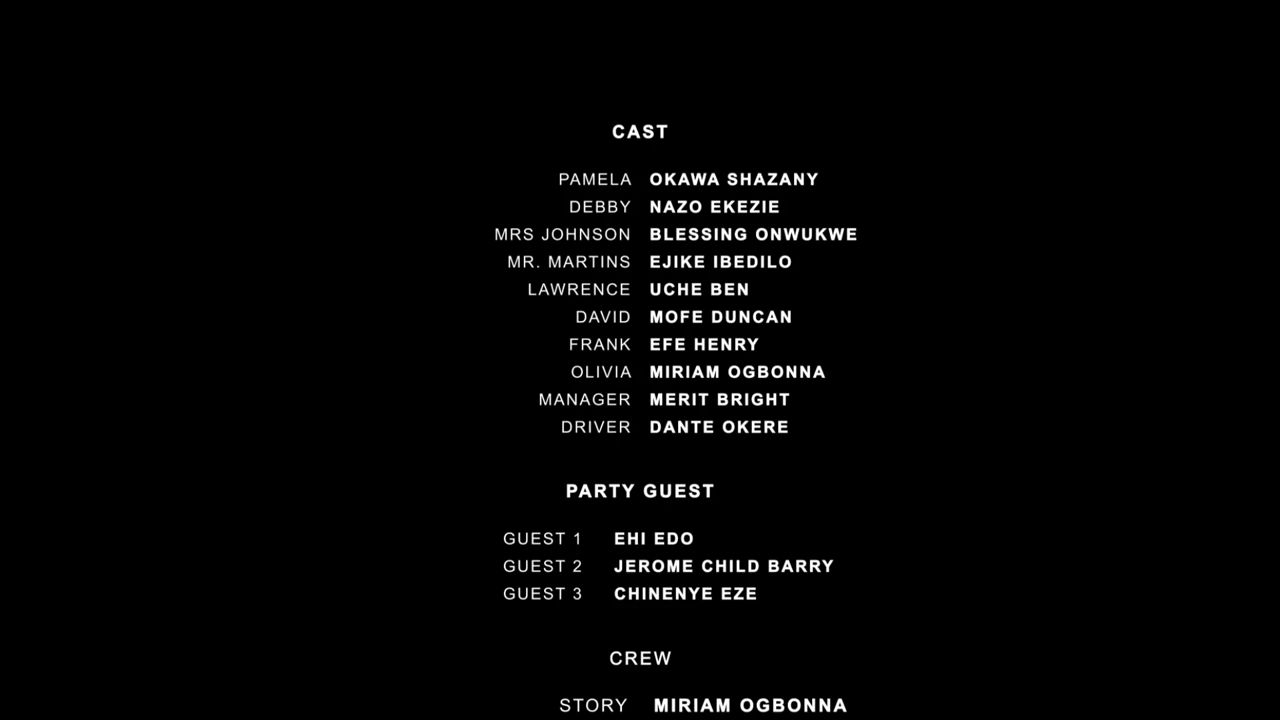 CAST
PAMELA OKAWA SHAZANY
DEBBY NAZO EKEZIE
MRS JOHNSON BLESSING ONWUKWE
MR. MARTINS EJIKE IBEDILO
LAWRENCE UCHE BEN
DAVID MOFE DUNCAN
FRANK EFE HENRY
OLIVIA MIRIAM OGBONNA
MANAGER MERIT BRIGHT
DRIVER DANTE OKERE
PARTY GUEST
GUEST 1 EHI EDO
GUEST 2 JEROME CHILD BARRY
GUEST 3 CHINENYE EZE
CREW
STORY MIRIAM OGBONNA